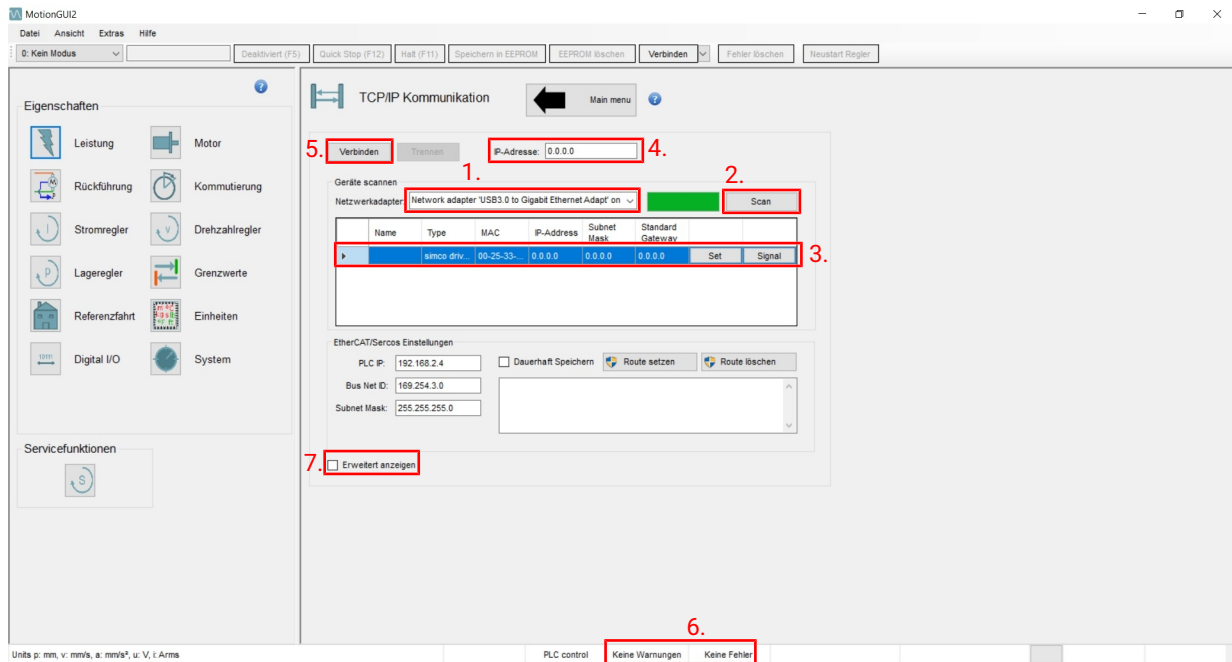 MotionGUI2
Datei Ansicht Extras Hilfe
0: Kein Modus Deaktiviert (F5) Quick Stop (F12) Halt (F11) Speichern in EEPROM EEPROM löschen Verbinden Fehler löschen Neustart Regler
Eigenschaften
Leistung Motor
Rückführung Kommutierung
Stromregler Drehzahlregler
Lageregler Grenzwerte
Referenzfahrt Einheiten
Digital I/O System
Servicefunktionen
TCP/IP Kommunikation Main menu
5. Verbinden Trennen IP-Adresse: 0.0.0.0 4.
1. 2.
Geräte scannen
Netzwerkadapter: Network adapter 'USB3.0 to Gigabit Ethernet Adapt' on Scan
Name Type MAC IP-Address Subnet Mask Standard Gateway
simco driv... 00-25-33-... 0.0.0.0 0.0.0.0 0.0.0.0 Set Signal 3.
EtherCAT/Sercos Einstellungen
PLC IP: 192.168.2.4 Dauerhaft Speichern Route setzen Route löschen
Bus Net ID: 169.254.3.0
Subnet Mask: 255.255.255.0
7. Erweitert anzeigen
6.
Units p: mm, v: mm/s, a: mm/s², u: V, i: Arms PLC control Keine Warnungen Keine Fehler